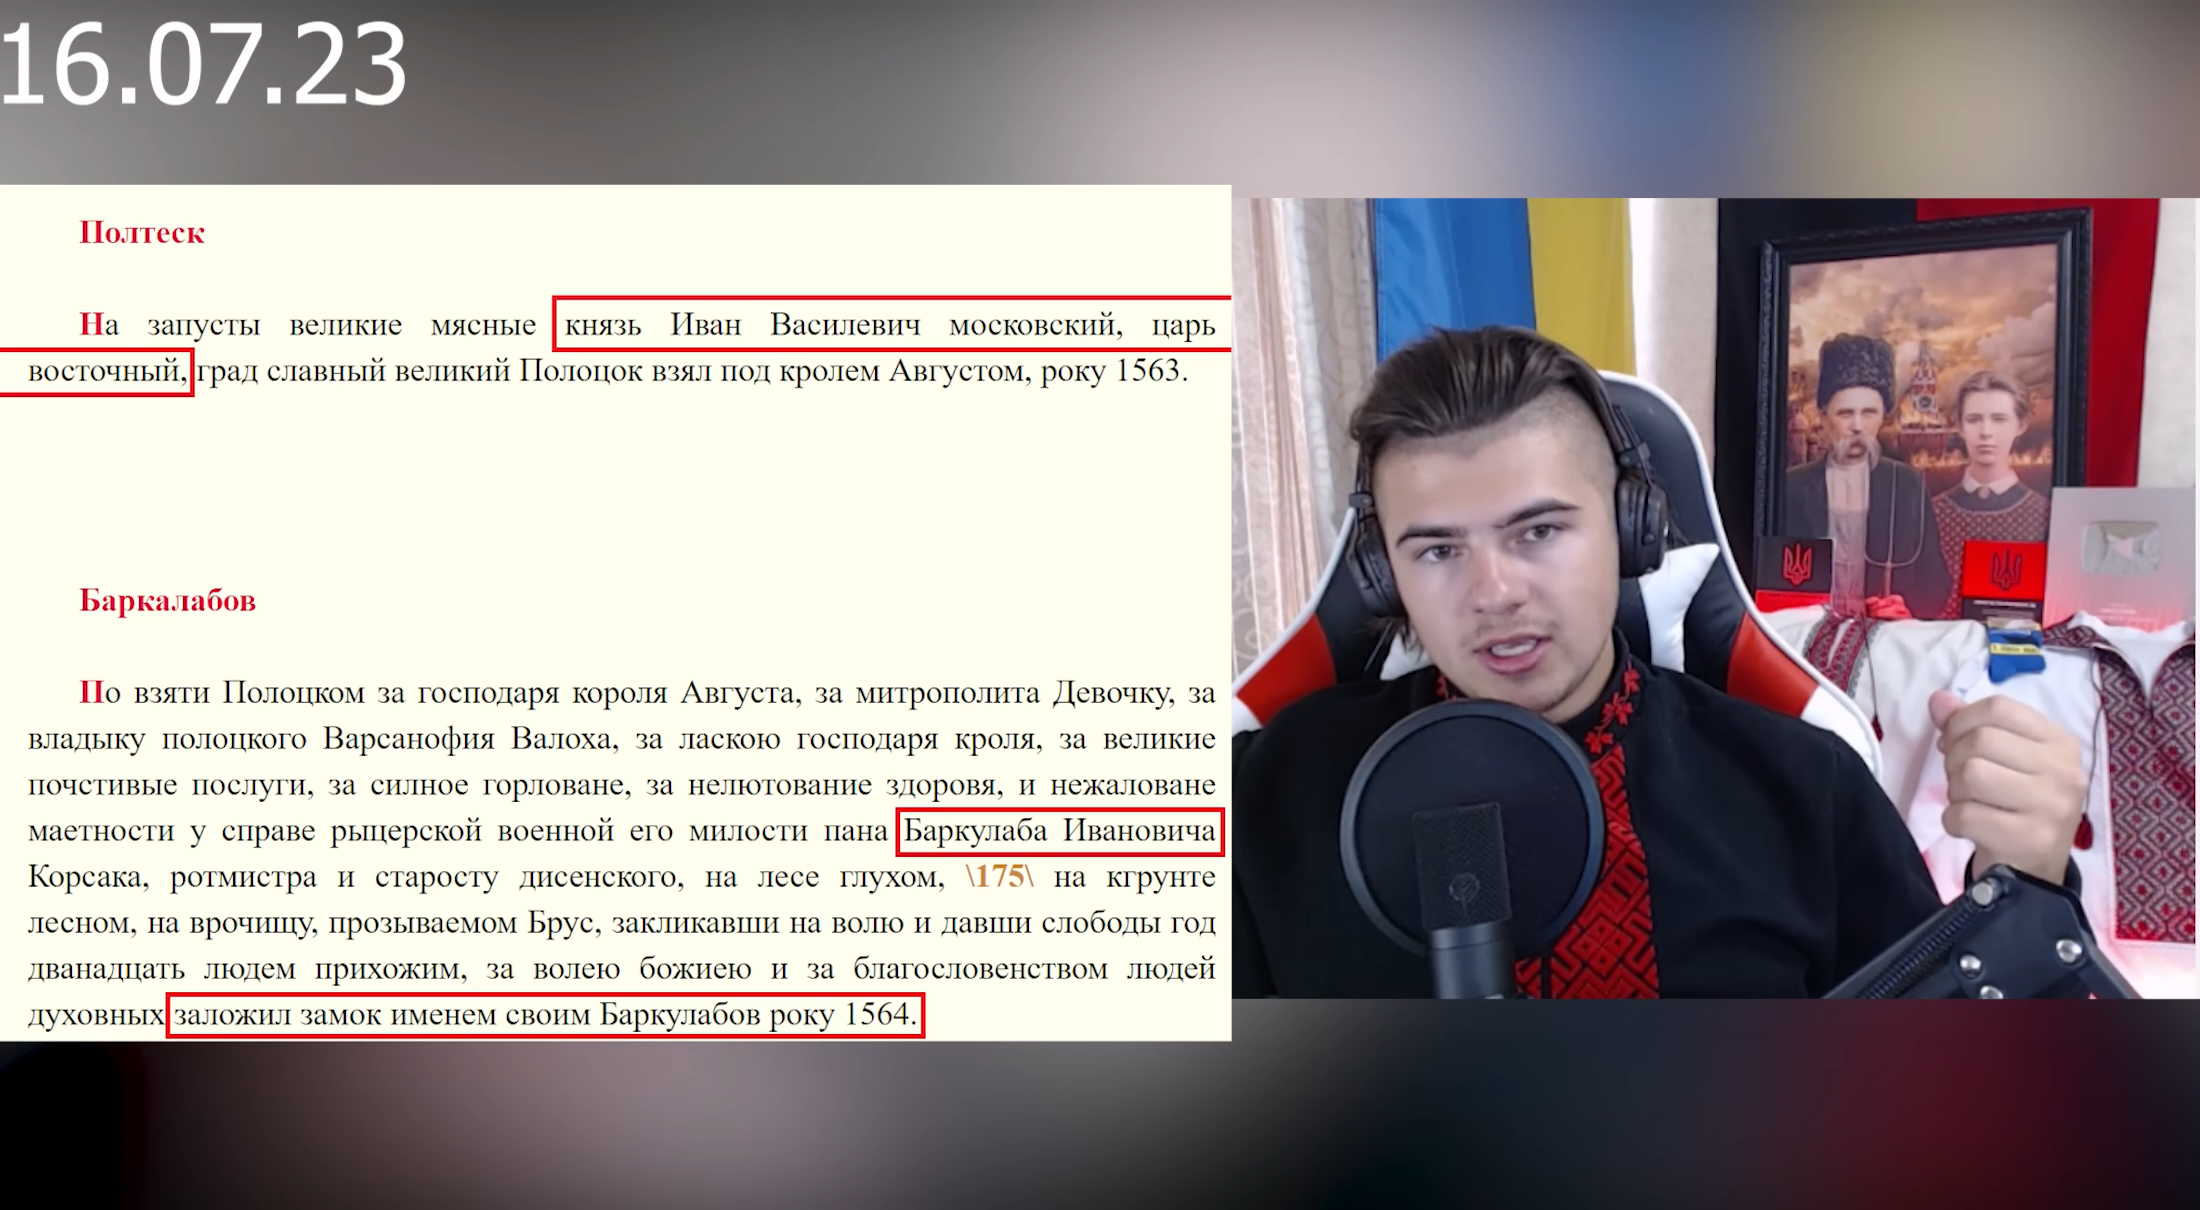 16.07.23
Полтеск
На запусты великие мясные князь Иван Василевич московский, царь
восточный, град славный великий Полоцок взял под кролем Августом, року 1563.
Баркалабов
По взяти Полоцком за господаря короля Августа, за митрополита Девочку, за
владыку полоцкого Варсанофия Валоха, за ласкою господаря кроля, за великие
почстивые послуги, за силное горловане, за нелютование здоровя, и нежаловане
маетности у справе рыцерской военной его милости пана Баркулаба Ивановича
Корсака, ротмистра и старосту дисенского, на лесе глухом, \175\ на кгрунте
лесном, на врочищу, прозываемом Брус, закликавши на волю и давши слободы год
дванадцать людем прихожим, за волею божиею и за благословенством людей
духовных заложил замок именем своим Баркулабов року 1564.